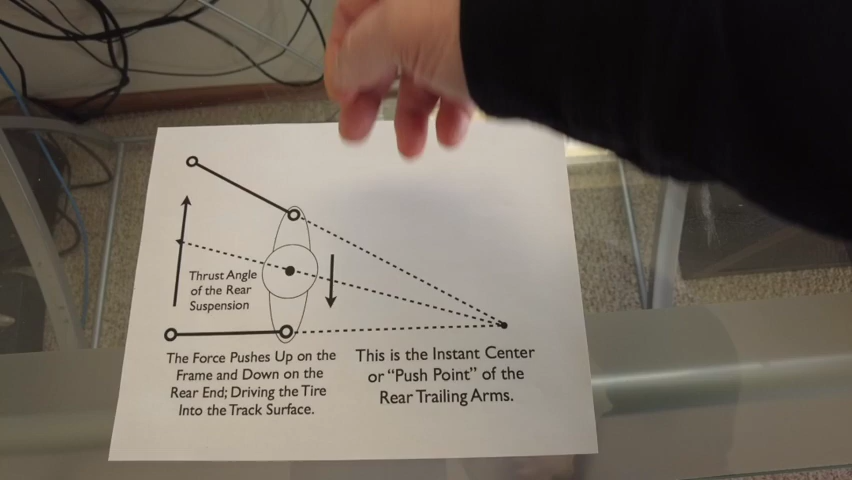 Thrust Angle
of the Rear
Suspension
The Force Pushes Up on the
Frame and Down on the
Rear End; Driving the Tire
Into the Track Surface.
This is the Instant Center
or “Push Point” of the
Rear Trailing Arms.